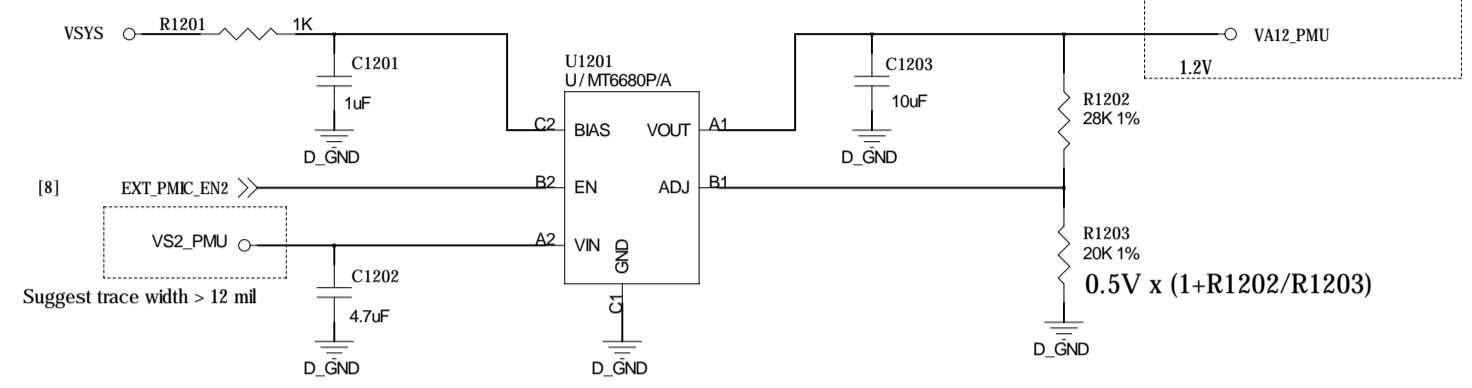 VSYS
R1201
1K
C1201
1uF
D_GND
U1201
U / MT6680P/A
C2
BIAS
VOUT
A1
B2
EN
ADJ
B1
A2
VIN
GND
C1
D_GND
[8]
EXT_PMIC_EN2
VS2_PMU
Suggest trace width > 12 mil
C1202
4.7uF
D_GND
C1203
10uF
D_GND
VA12_PMU
1.2V
R1202
28K 1%
R1203
20K 1%
0.5V x (1+R1202/R1203)
D_GND